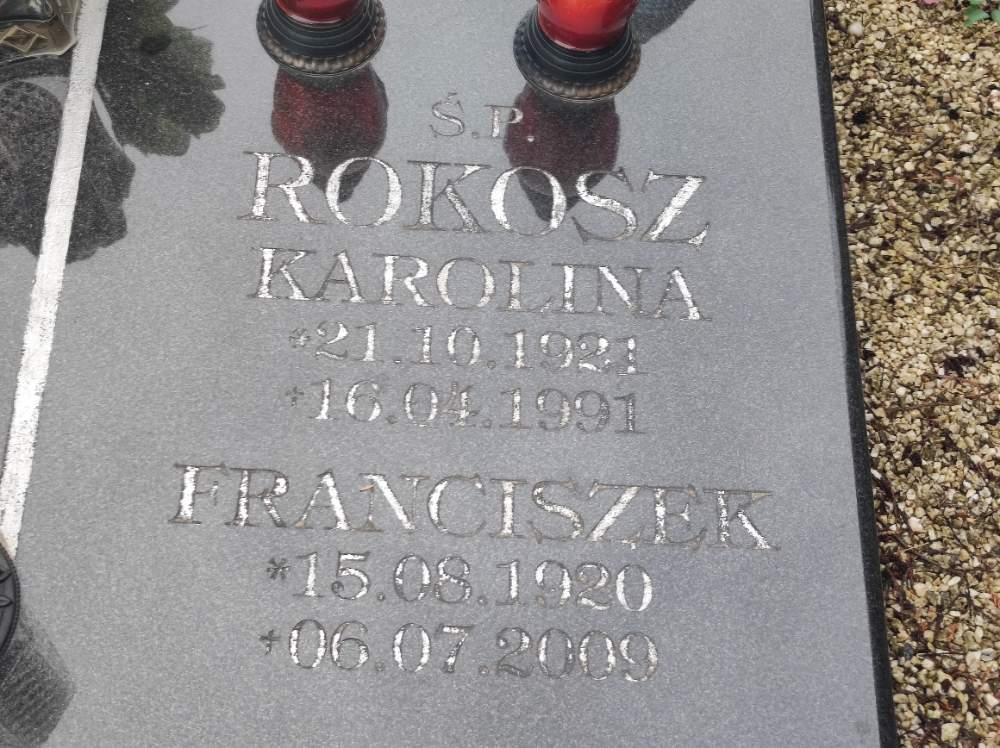 Ś.P.
ROKOSZ
KAROLINA
*21.10.1921
+16.04.1991
FRANCISZEK
*15.08.1920
+06.07.2009